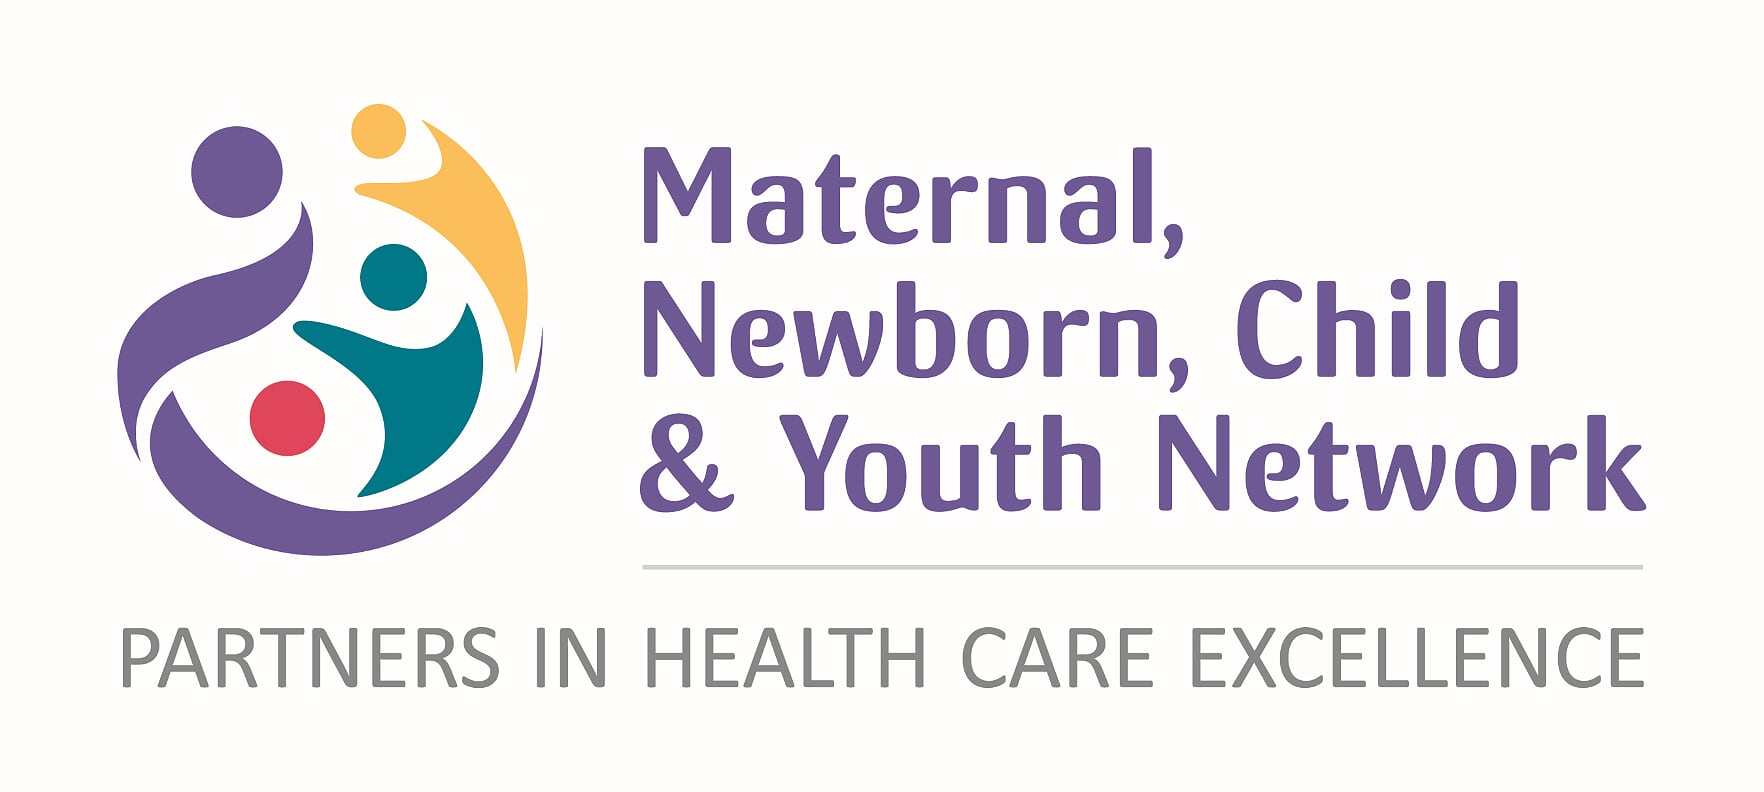 Maternal,
Newborn, Child
& Youth Network
PARTNERS IN HEALTH CARE EXCELLENCE